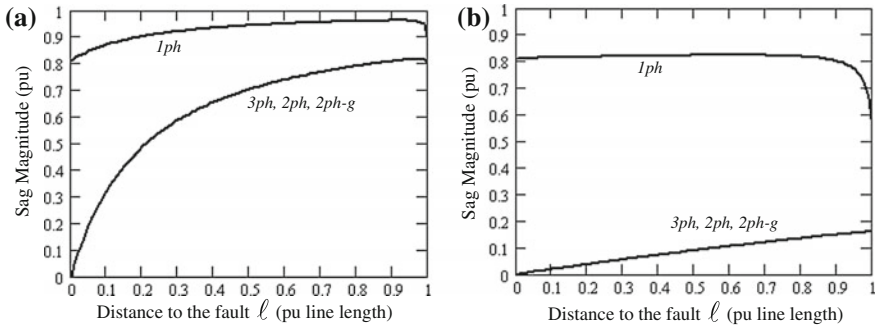 (a)
Sag Magnitude (pu)
1
0.9
0.8
0.7
0.6
0.5
0.4
0.3
0.2
0.1
0
1ph
3ph, 2ph, 2ph-g
0 0.1 0.2 0.3 0.4 0.5 0.6 0.7 0.8 0.9 1
Distance to the fault ℓ (pu line length)
(b)
Sag Magnitude (pu)
1
0.9
0.8
0.7
0.6
0.5
0.4
0.3
0.2
0.1
0
1ph
3ph, 2ph, 2ph-g
0 0.1 0.2 0.3 0.4 0.5 0.6 0.7 0.8 0.9 1
Distance to the fault ℓ (pu line length)